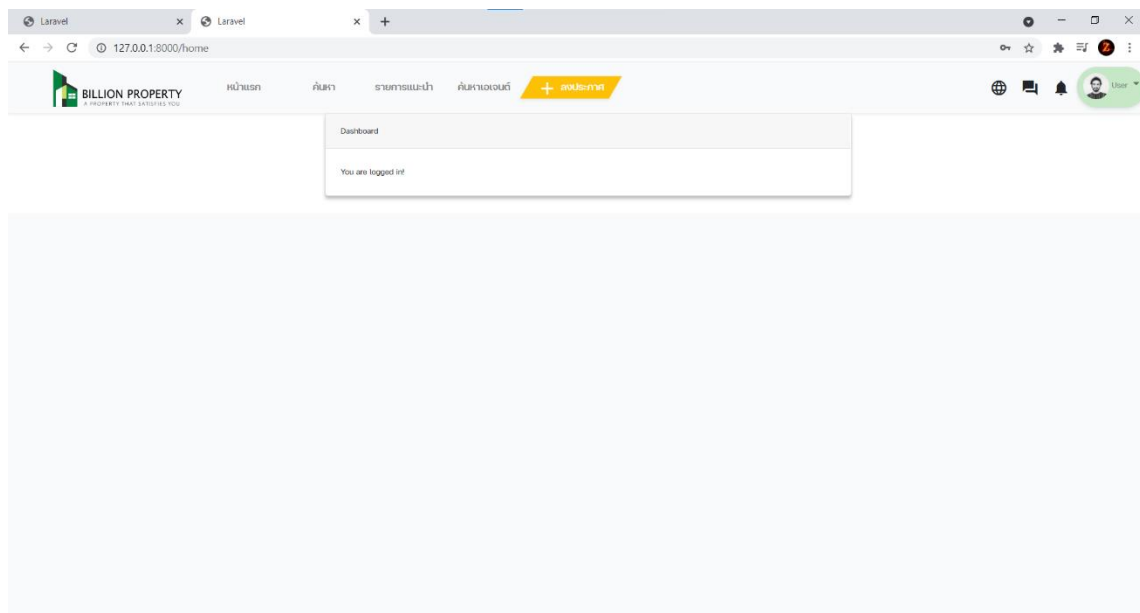 Laravel
Laravel
127.0.0.1:8000/home
BILLION PROPERTY
A PROPERTY THAT SATISFIES YOU
หน้าแรก
ค้นหา
รายการแนะนำ
ค้นหาเอเจนต์
+ ลงประกาศ
User
Dashboard
You are logged in!